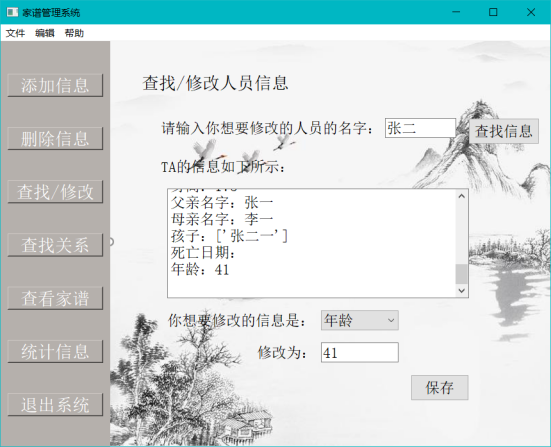 家谱管理系统
文件 编辑 帮助
添加信息
删除信息
查找/修改
查找关系
查看家谱
统计信息
退出系统
查找/修改人员信息
请输入你想要修改的人员的名字： 张二 查找信息
TA的信息如下所示：
父亲名字：张一
母亲名字：李一
孩子：['张二一']
死亡日期：
年龄：41
你想要修改的信息是： 年龄
修改为： 41
保存